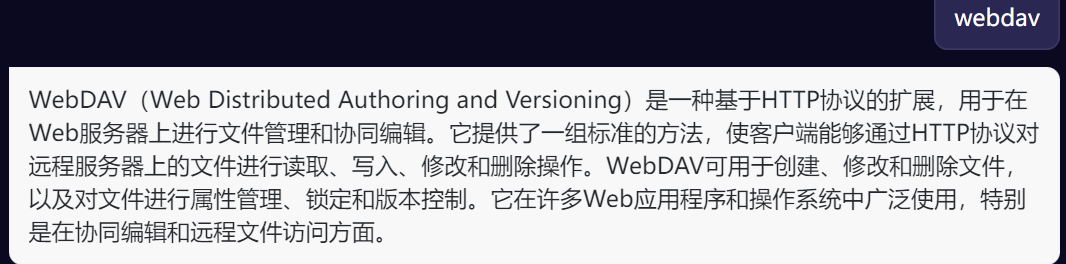 webdav
WebDAV（Web Distributed Authoring and Versioning）是一种基于HTTP协议的扩展，用于在
Web服务器上进行文件管理和协同编辑。它提供了一组标准的方法，使客户端能够通过HTTP协议对
远程服务器上的文件进行读取、写入、修改和删除操作。WebDAV可用于创建、修改和删除文件，
以及对文件进行属性管理、锁定和版本控制。它在许多Web应用程序和操作系统中广泛使用，特别
是在协同编辑和远程文件访问方面。